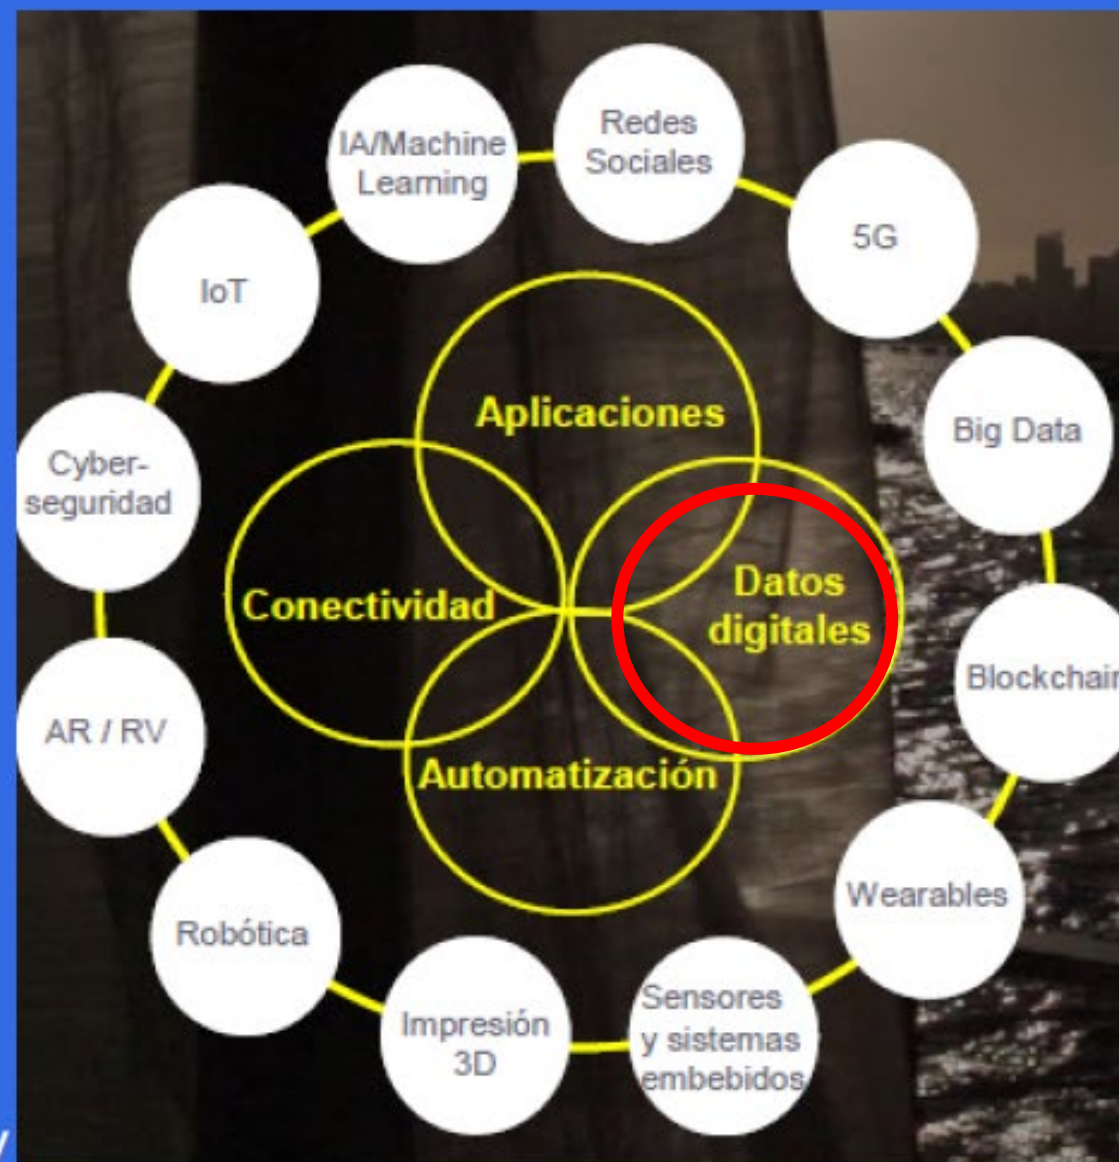 IA/Machine
Learning
Redes
Sociales
5G
IoT
Big Data
Aplicaciones
Cyber-
seguridad
Conectividad
Datos
digitales
Blockchain
AR / RV
Automatización
Wearables
Robótica
Impresión
3D
Sensores
y sistemas
embebidos